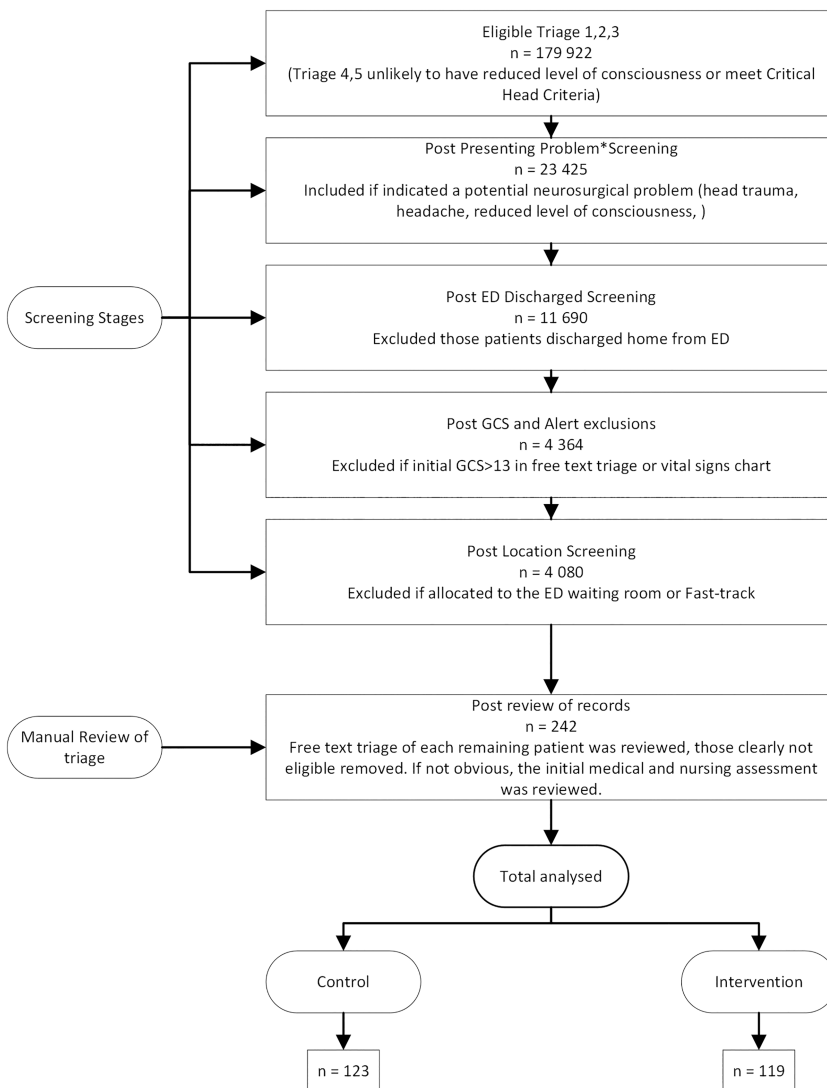 Eligible Triage 1,2,3
n = 179 922
(Triage 4,5 unlikely to have reduced level of consciousness or meet Critical
Head Criteria)
Post Presenting Problem*Screening
n = 23 425
Included if indicated a potential neurosurgical problem (head trauma,
headache, reduced level of consciousness, )
Screening Stages
Post ED Discharged Screening
n = 11 690
Excluded those patients discharged home from ED
Post GCS and Alert exclusions
n = 4 364
Excluded if initial GCS>13 in free text triage or vital signs chart
Post Location Screening
n = 4 080
Excluded if allocated to the ED waiting room or Fast-track
Manual Review of
triage
Post review of records
n = 242
Free text triage of each remaining patient was reviewed, those clearly not
eligible removed. If not obvious, the initial medical and nursing assessment
was reviewed.
Total analysed
Control
Intervention
n = 123
n = 119